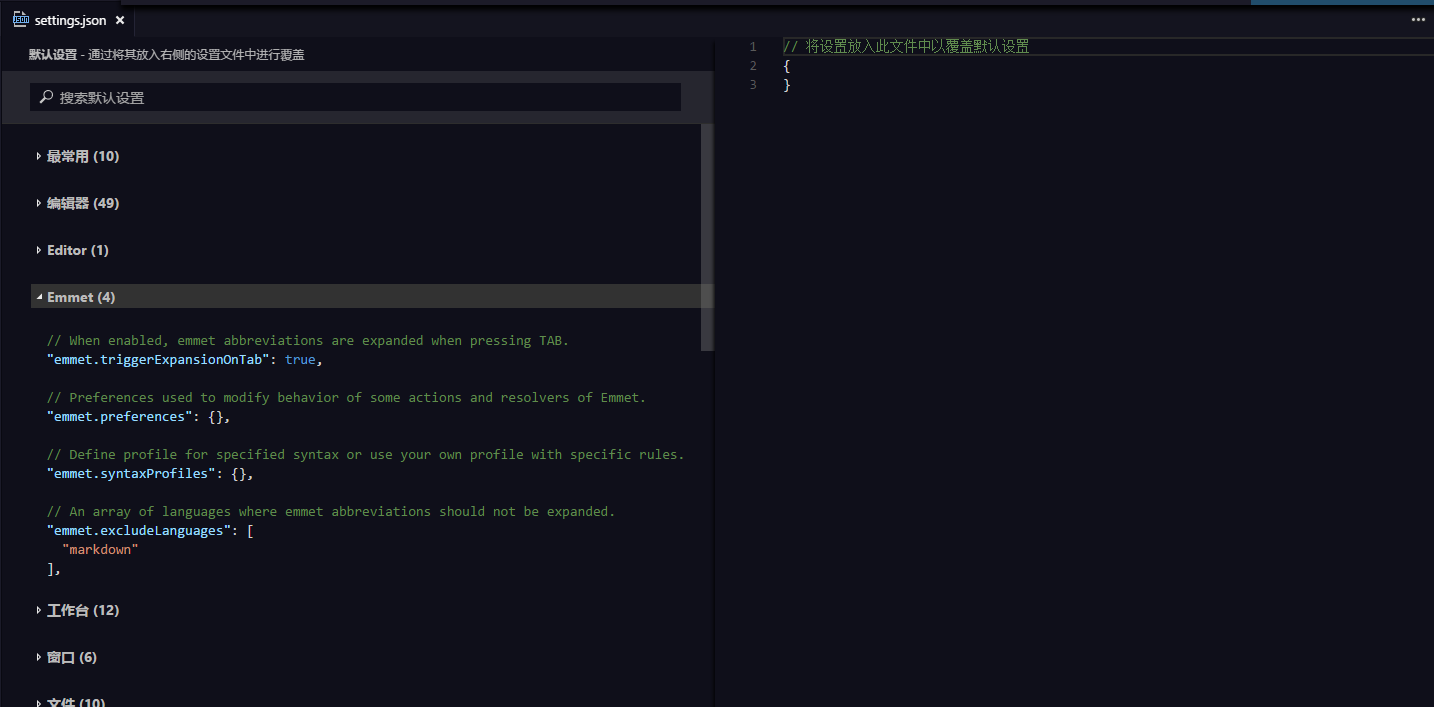 settings.json ×
默认设置 - 通过将其放入右侧的设置文件中进行覆盖
搜索默认设置
最常用 (10)
编辑器 (49)
Editor (1)
Emmet (4)
// When enabled, emmet abbreviations are expanded when pressing TAB.
"emmet.triggerExpansionOnTab": true,
// Preferences used to modify behavior of some actions and resolvers of Emmet.
"emmet.preferences": {},
// Define profile for specified syntax or use your own profile with specific rules.
"emmet.syntaxProfiles": {},
// An array of languages where emmet abbreviations should not be expanded.
"emmet.excludeLanguages": [
"markdown"
],
工作台 (12)
窗口 (6)
文件 (10)
1 // 将设置放入此文件中以覆盖默认设置
2 {
3 }